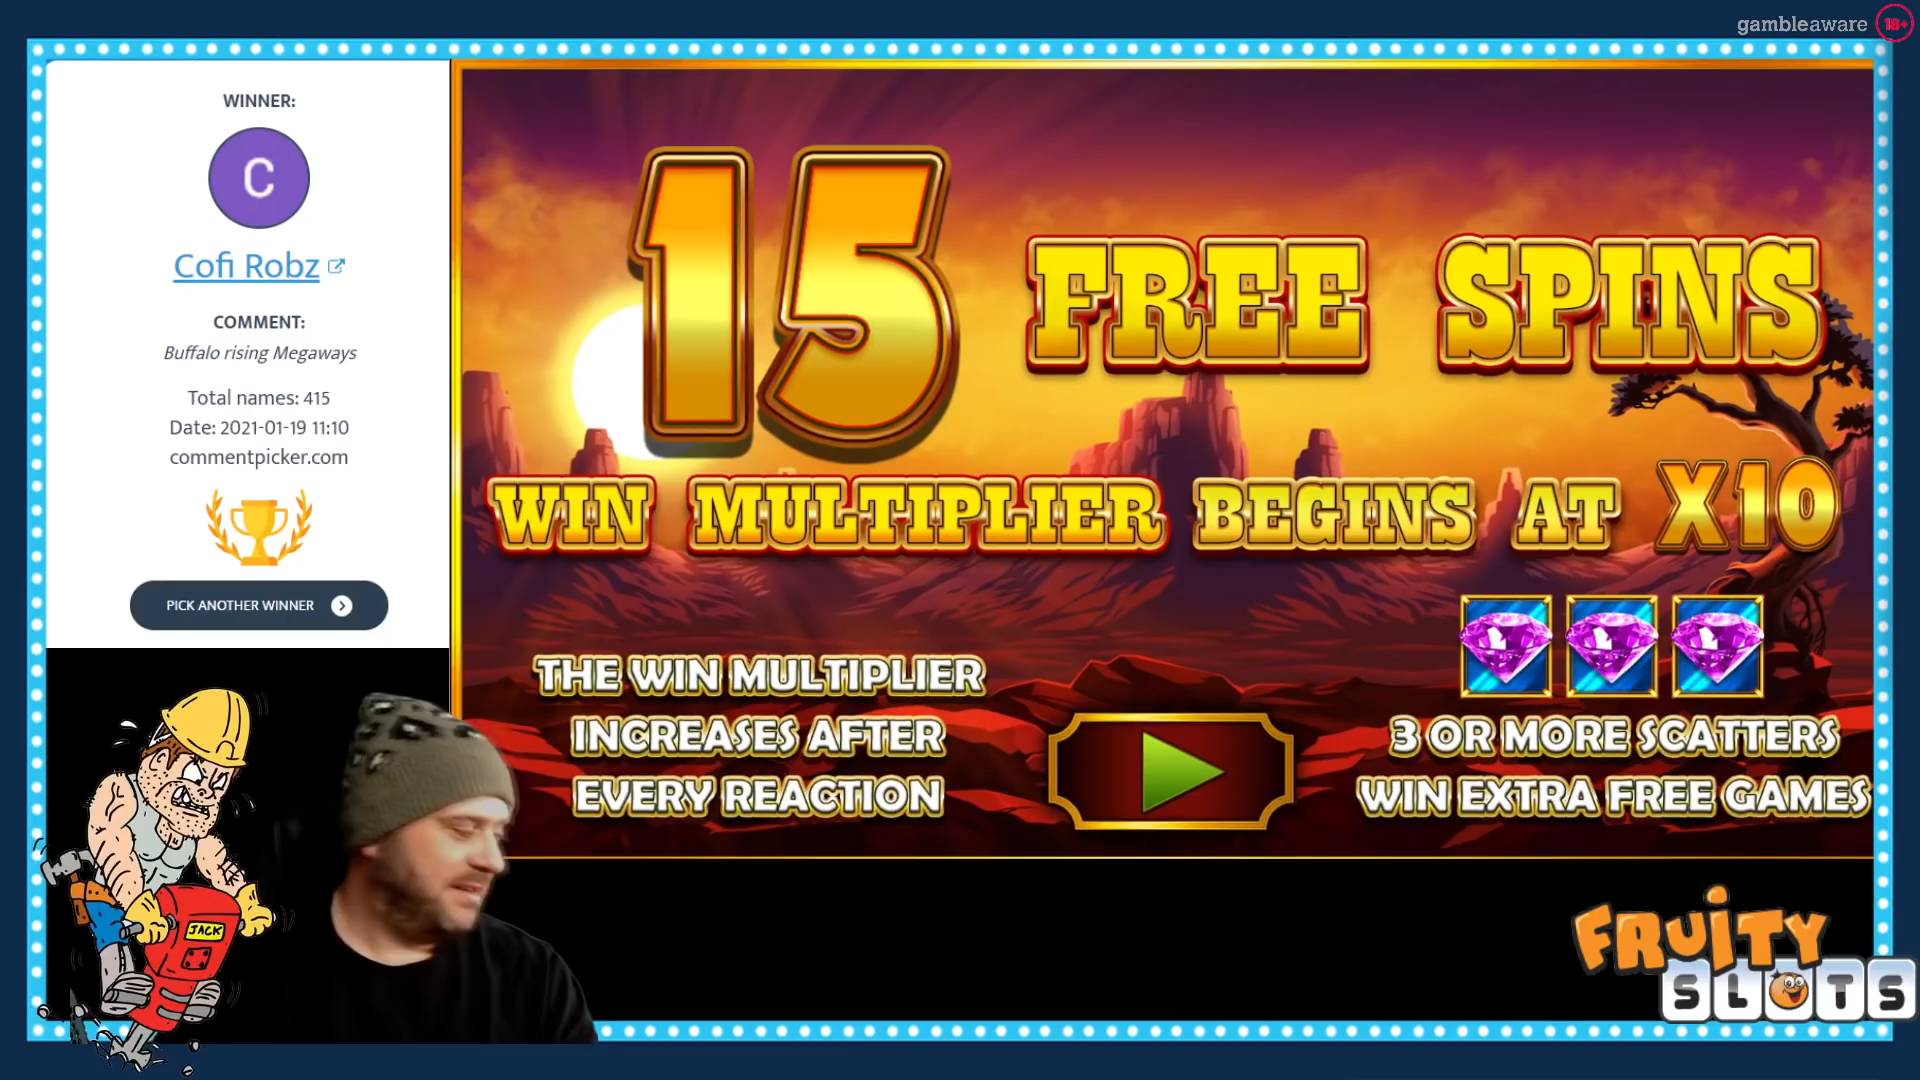 gambleaware 18+
WINNER:
C
Cofi Robz
COMMENT:
Buffalo rising Megaways
Total names: 415
Date: 2021-01-19 11:10
commentpicker.com
PICK ANOTHER WINNER
15 FREE SPINS
WIN MULTIPLIER BEGINS AT X10
THE WIN MULTIPLIER
INCREASES AFTER
EVERY REACTION
3 OR MORE SCATTERS
WIN EXTRA FREE GAMES
JACK
FRUITY
SLOTS